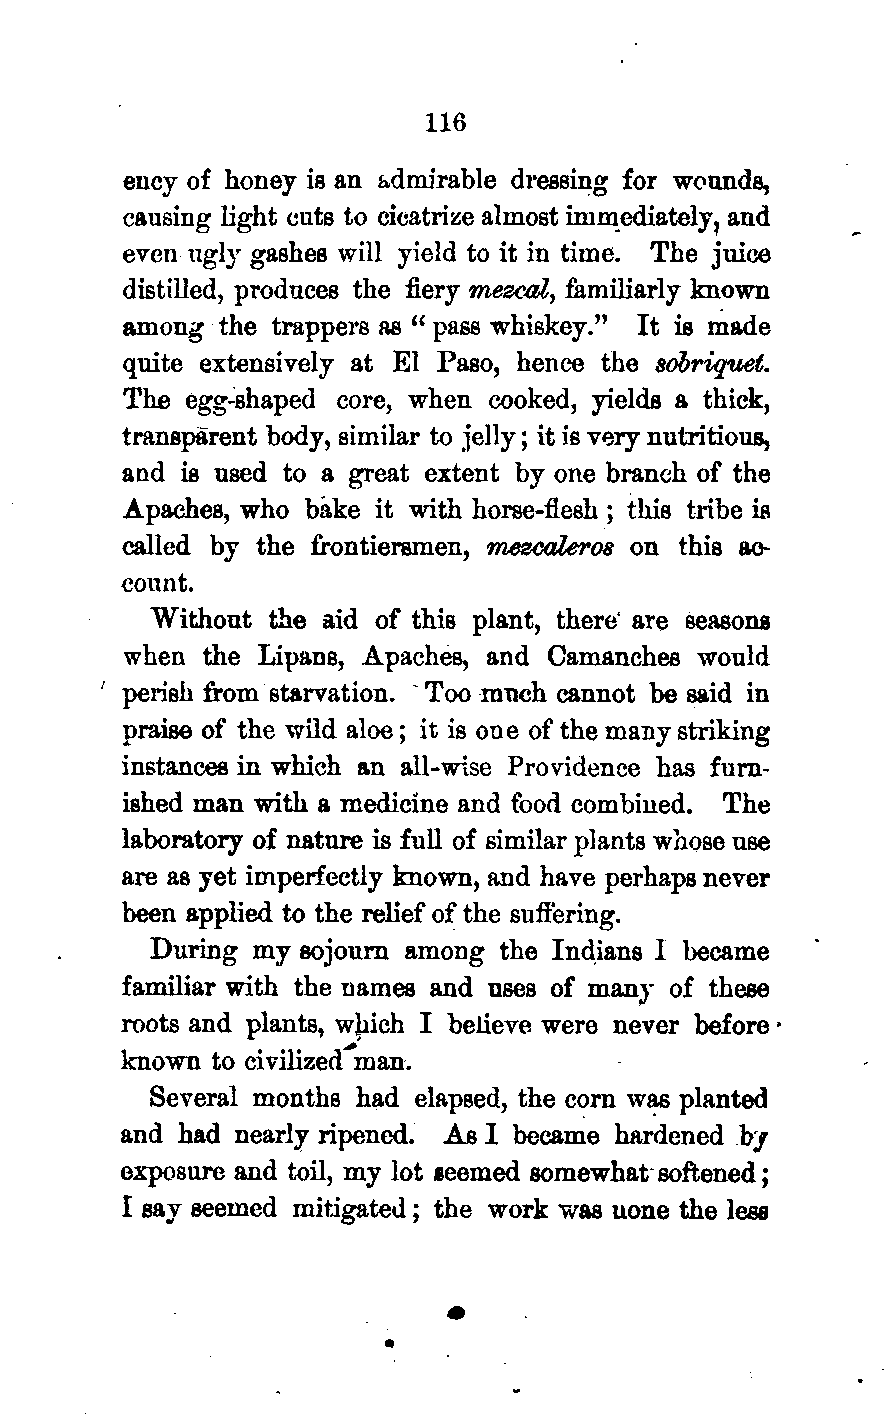 116
ency of honey is an admirable dressing for wounds,
causing light cuts to cicatrize almost immediately, and
even ugly gashes will yield to it in time. The juice
distilled, produces the fiery mezcal, familiarly known
among the trappers as “ pass whiskey.” It is made
quite extensively at El Paso, hence the sobriquet.
The egg-shaped core, when cooked, yields a thick,
transparent body, similar to jelly ; it is very nutritious,
and is used to a great extent by one branch of the
Apaches, who bake it with horse-flesh ; this tribe is
called by the frontiersmen, mezcaleros on this ac-
count.
Without the aid of this plant, there are seasons
when the Lipans, Apaches, and Camanches would
perish from starvation. Too much cannot be said in
praise of the wild aloe ; it is one of the many striking
instances in which an all-wise Providence has furn-
ished man with a medicine and food combined. The
laboratory of nature is full of similar plants whose use
are as yet imperfectly known, and have perhaps never
been applied to the relief of the suffering.
During my sojourn among the Indians I became
familiar with the names and uses of many of these
roots and plants, which I believe were never before
known to civilized man.
Several months had elapsed, the corn was planted
and had nearly ripened. As I became hardened by
exposure and toil, my lot seemed somewhat softened ;
I say seemed mitigated ; the work was none the less